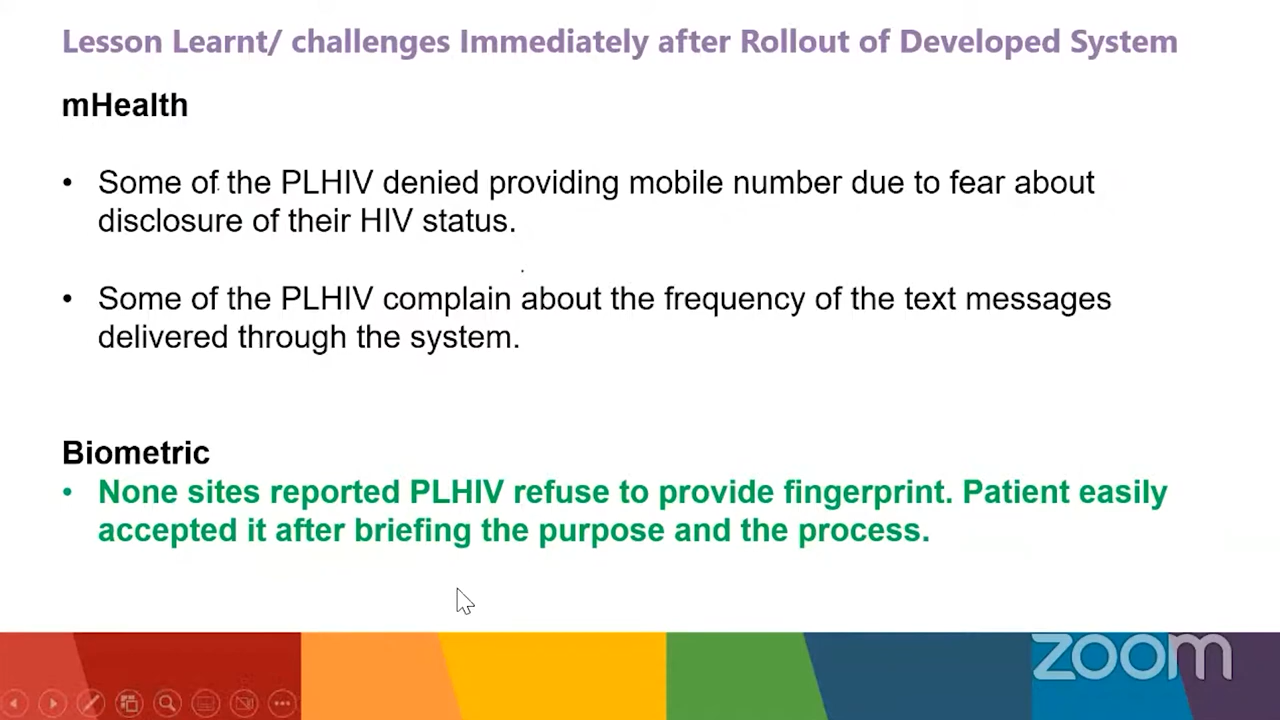 Lesson Learnt/ challenges Immediately after Rollout of Developed System
mHealth
• Some of the PLHIV denied providing mobile number due to fear about
disclosure of their HIV status.
• Some of the PLHIV complain about the frequency of the text messages
delivered through the system.
Biometric
• None sites reported PLHIV refuse to provide fingerprint. Patient easily
accepted it after briefing the purpose and the process.
zoom